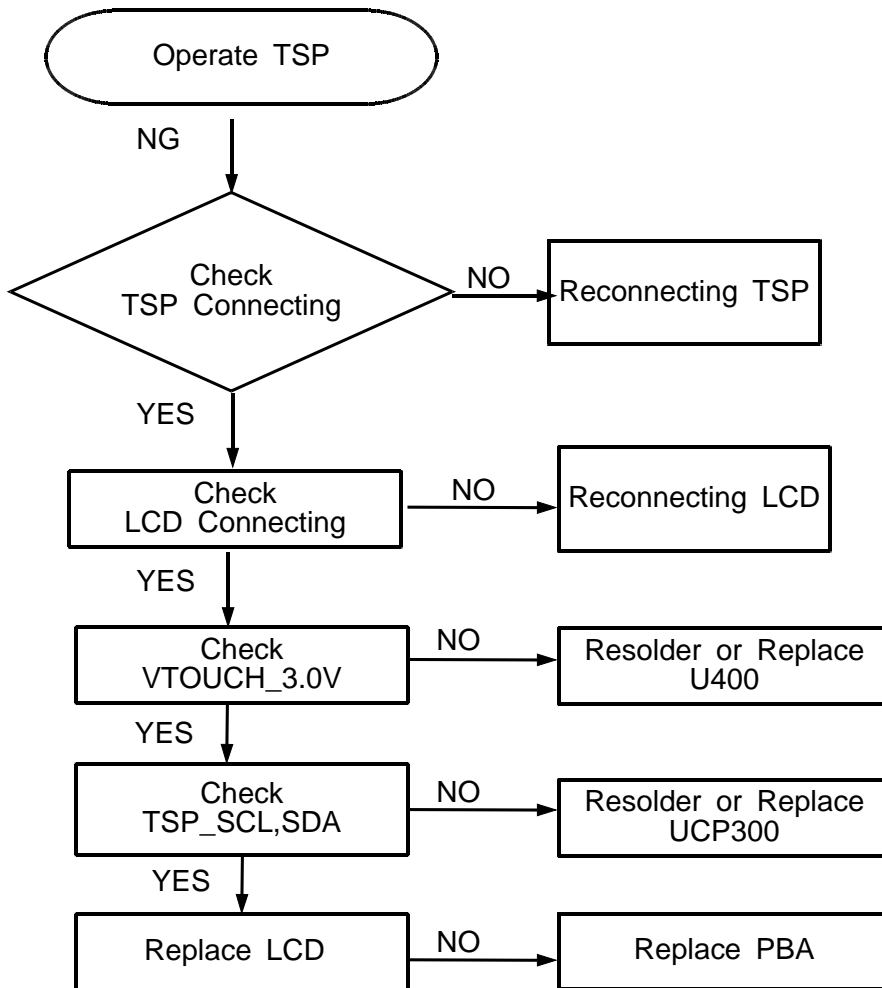 Operate TSP
NG
Check
TSP Connecting
NO
Reconnecting TSP
YES
Check
LCD Connecting
NO
Reconnecting LCD
YES
Check
VTOUCH_3.0V
NO
Resolder or Replace
U400
YES
Check
TSP_SCL,SDA
NO
Resolder or Replace
UCP300
YES
Replace LCD
NO
Replace PBA